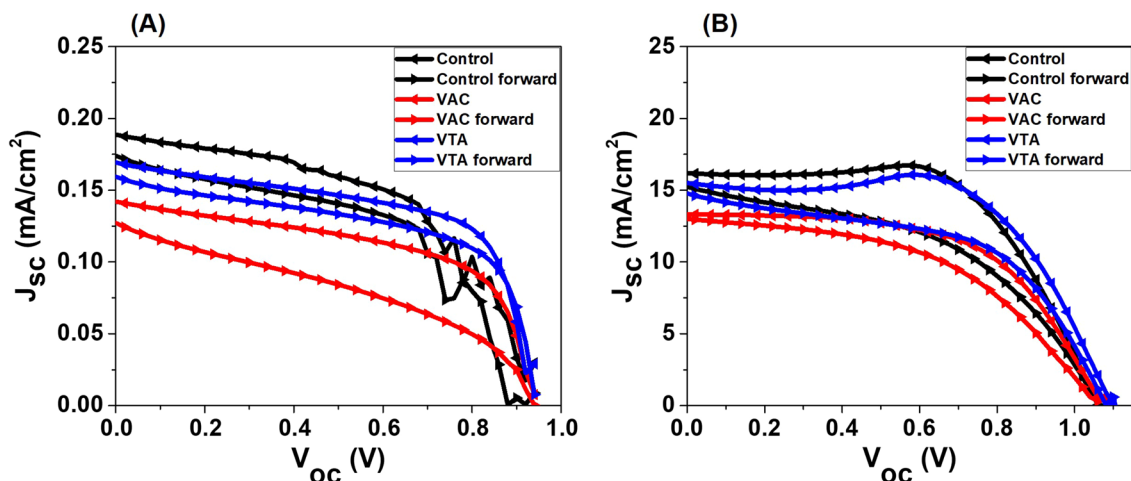 (A)
0.25
0.20
0.15
0.10
0.05
0.00
J_SC (mA/cm²)
Control
Control forward
VAC
VAC forward
VTA
VTA forward
0.0 0.2 0.4 0.6 0.8 1.0
V_oc (V)
(B)
25
20
15
10
5
0
J_SC (mA/cm²)
Control
Control forward
VAC
VAC forward
VTA
VTA forward
0.0 0.2 0.4 0.6 0.8 1.0
V_oc (V)